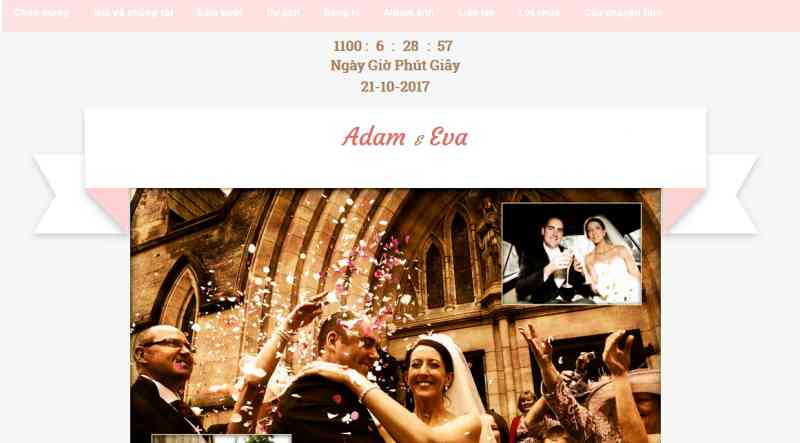 Chào mừng Nói về chúng tôi Đám cưới Du lịch Đăng kí Album ảnh Liên lạc Lời nhắn Câu chuyện tình
1100 : 6 : 28 : 57
Ngày Giờ Phút Giây
21-10-2017
Adam & Eva